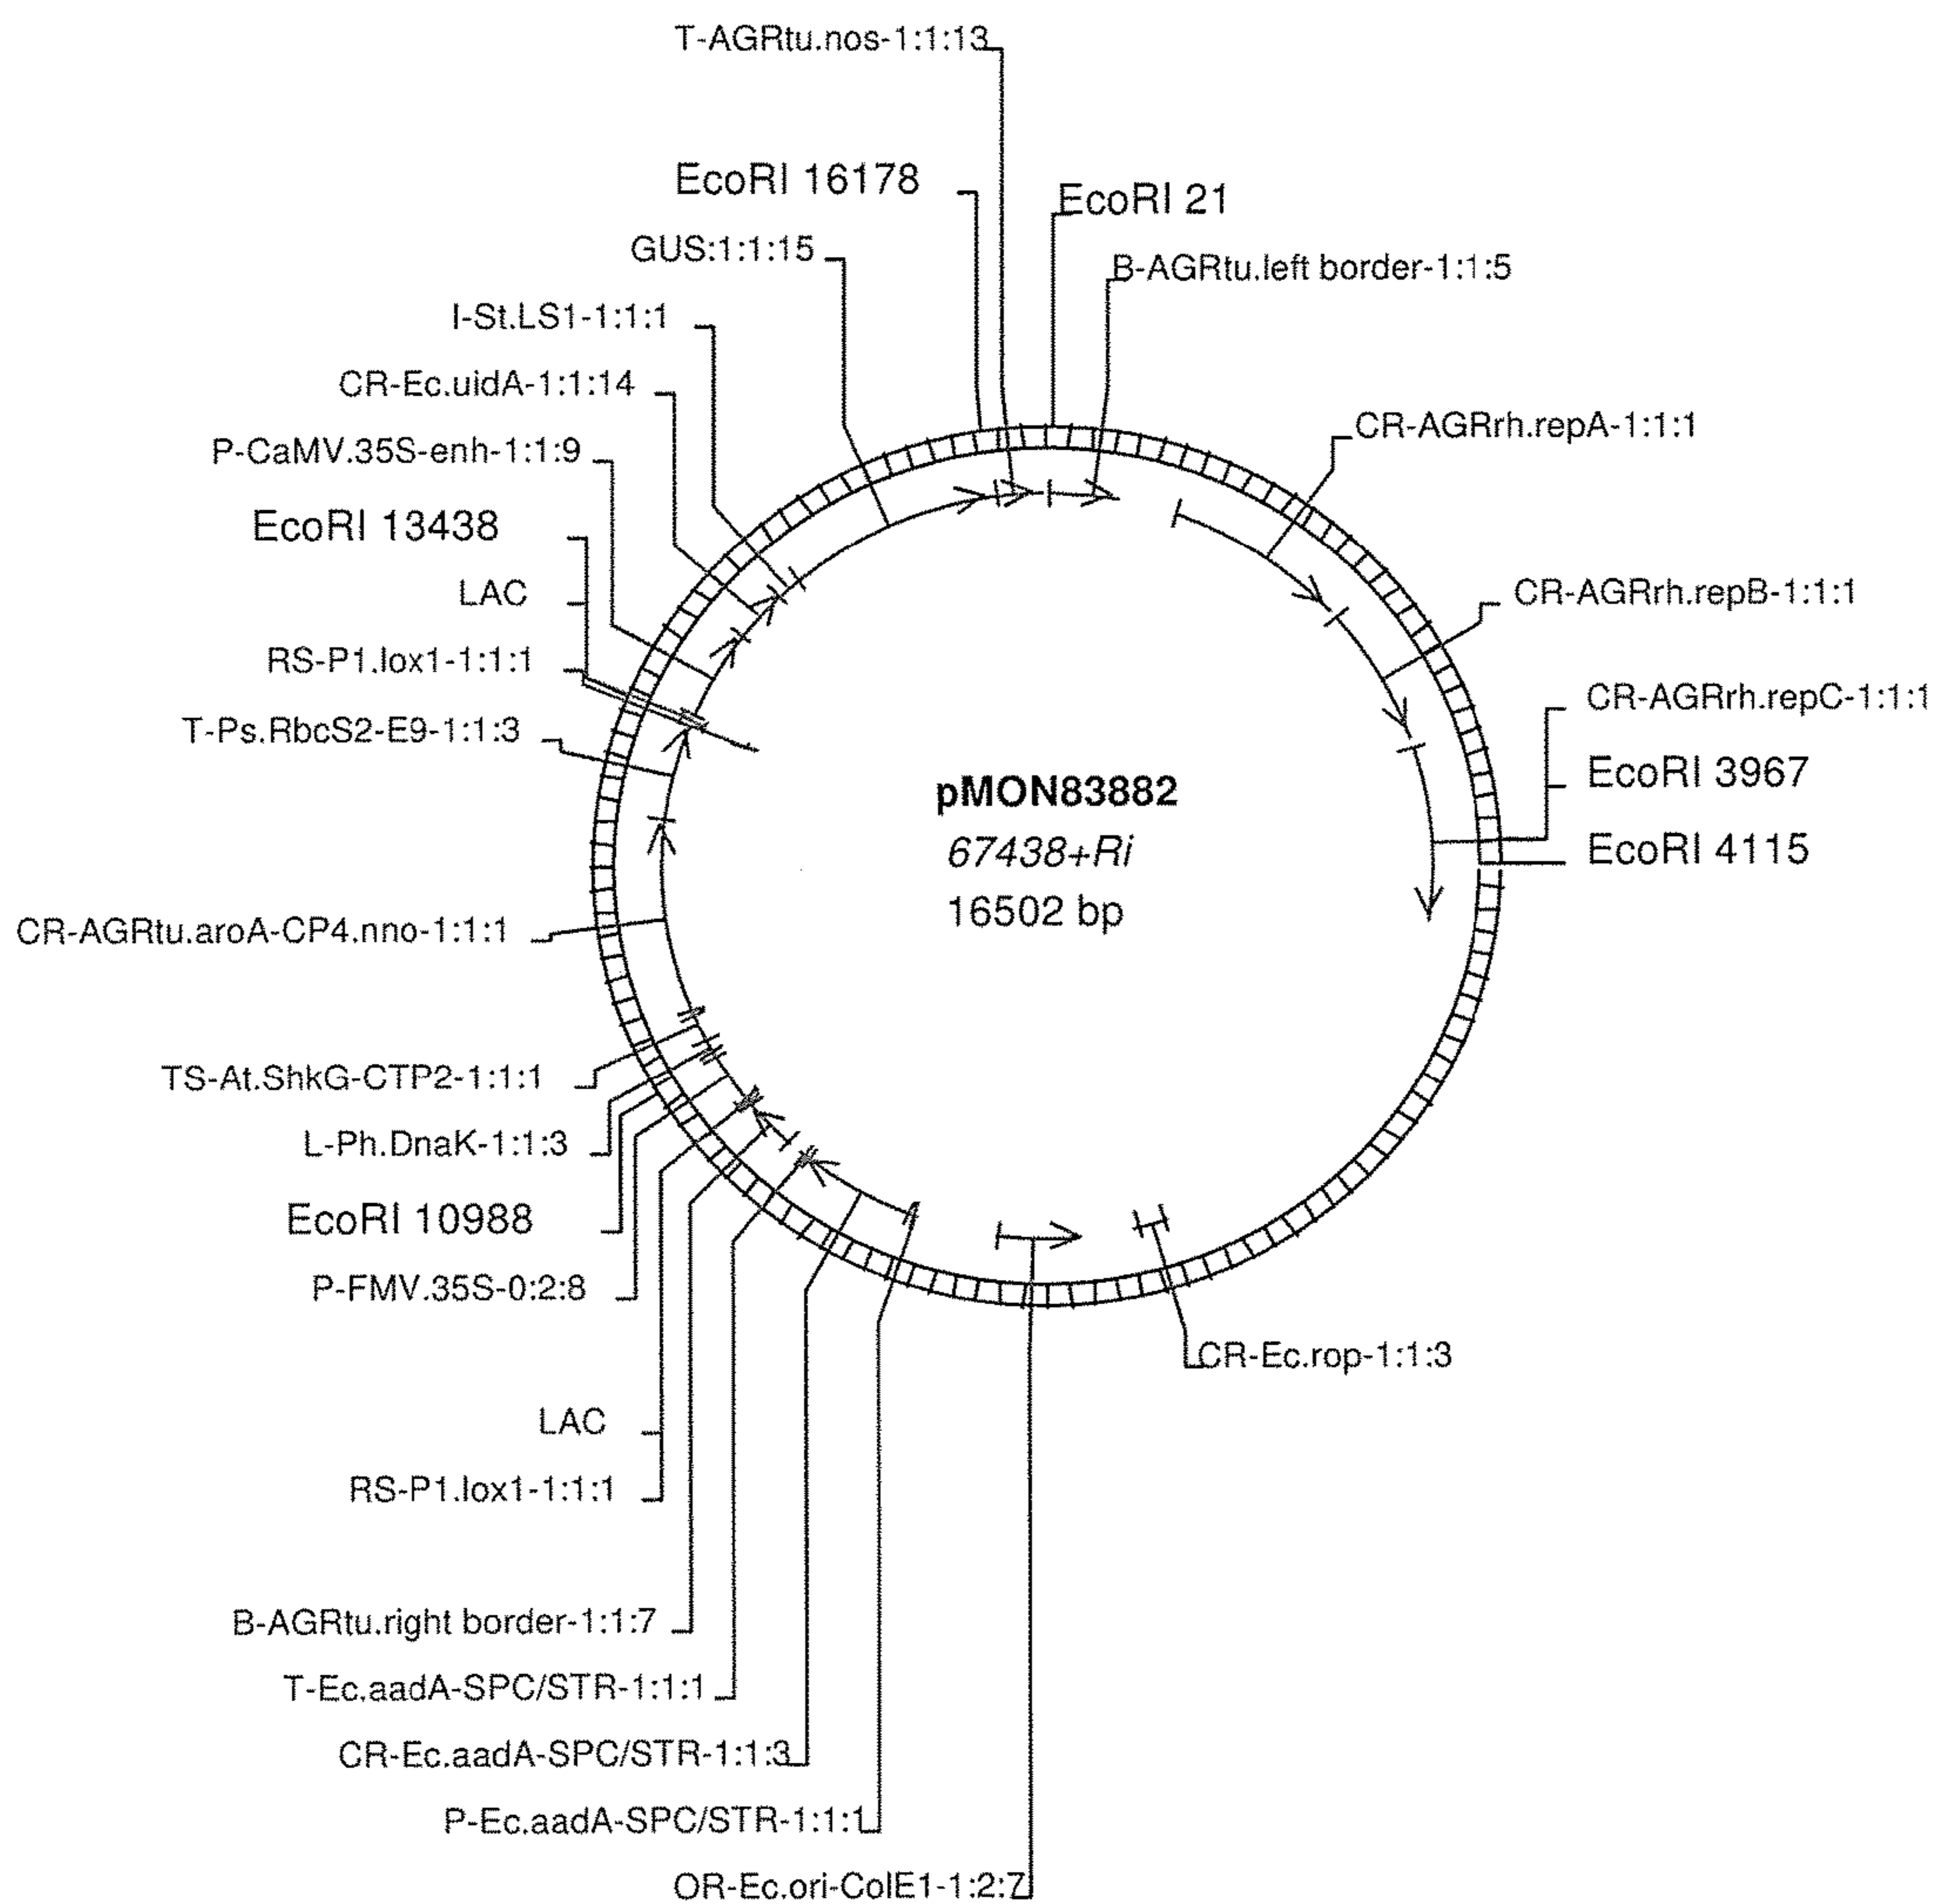 T-AGRtu.nos-1:1:13
EcoRI 16178
EcoRI 21
GUS:1:1:15
B-AGRtu.left border-1:1:5
I-St.LS1-1:1:1
CR-Ec.uidA-1:1:14
CR-AGRrh.repA-1:1:1
P-CaMV.35S-enh-1:1:9
EcoRI 13438
LAC
CR-AGRrh.repB-1:1:1
RS-P1.lox1-1:1:1
CR-AGRrh.repC-1:1:1
T-Ps.RbcS2-E9-1:1:3
EcoRI 3967
EcoRI 4115
pMON83882
67438+Ri
16502 bp
CR-AGRtu.aroA-CP4.nno-1:1:1
TS-At.ShkG-CTP2-1:1:1
L-Ph.DnaK-1:1:3
EcoRI 10988
P-FMV.35S-0:2:8
CR-Ec.rop-1:1:3
LAC
RS-P1.lox1-1:1:1
B-AGRtu.right border-1:1:7
T-Ec.aadA-SPC/STR-1:1:1
CR-Ec.aadA-SPC/STR-1:1:3
P-Ec.aadA-SPC/STR-1:1:1
OR-Ec.ori-ColE1-1:2:7